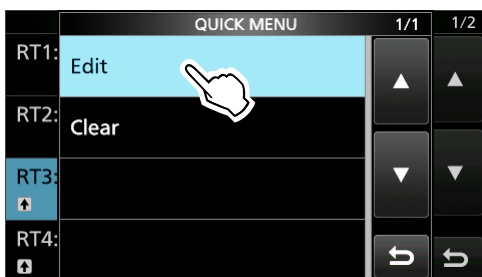 QUICK MENU 1/1 1/2
RT1:
Edit
RT2:
Clear
RT3:
RT4: